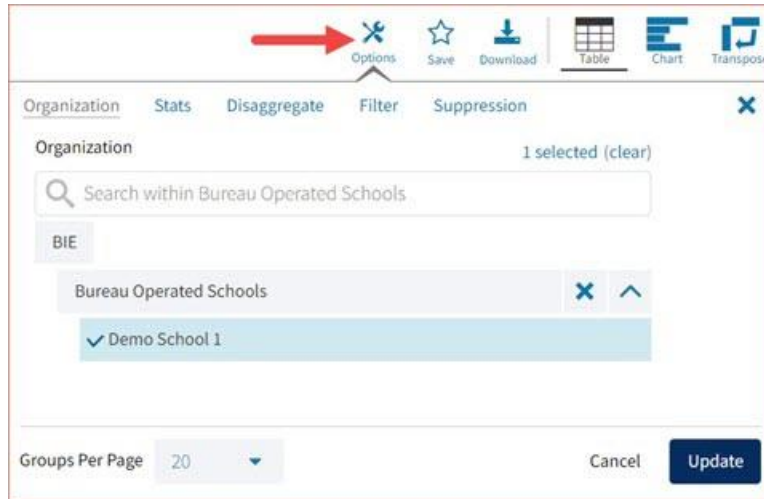 Options Save Download Table Chart Transpose
Organization Stats Disaggregate Filter Suppression
Organization 1 selected (clear)
Search within Bureau Operated Schools
BIE
Bureau Operated Schools
Demo School 1
Groups Per Page 20 Cancel Update